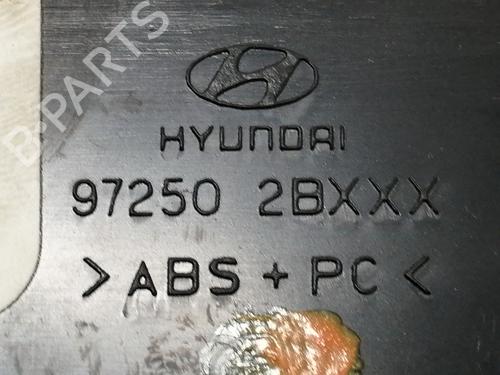 B-PARTS
HYUNDAI
97250 2BXXX
> ABS + PC <